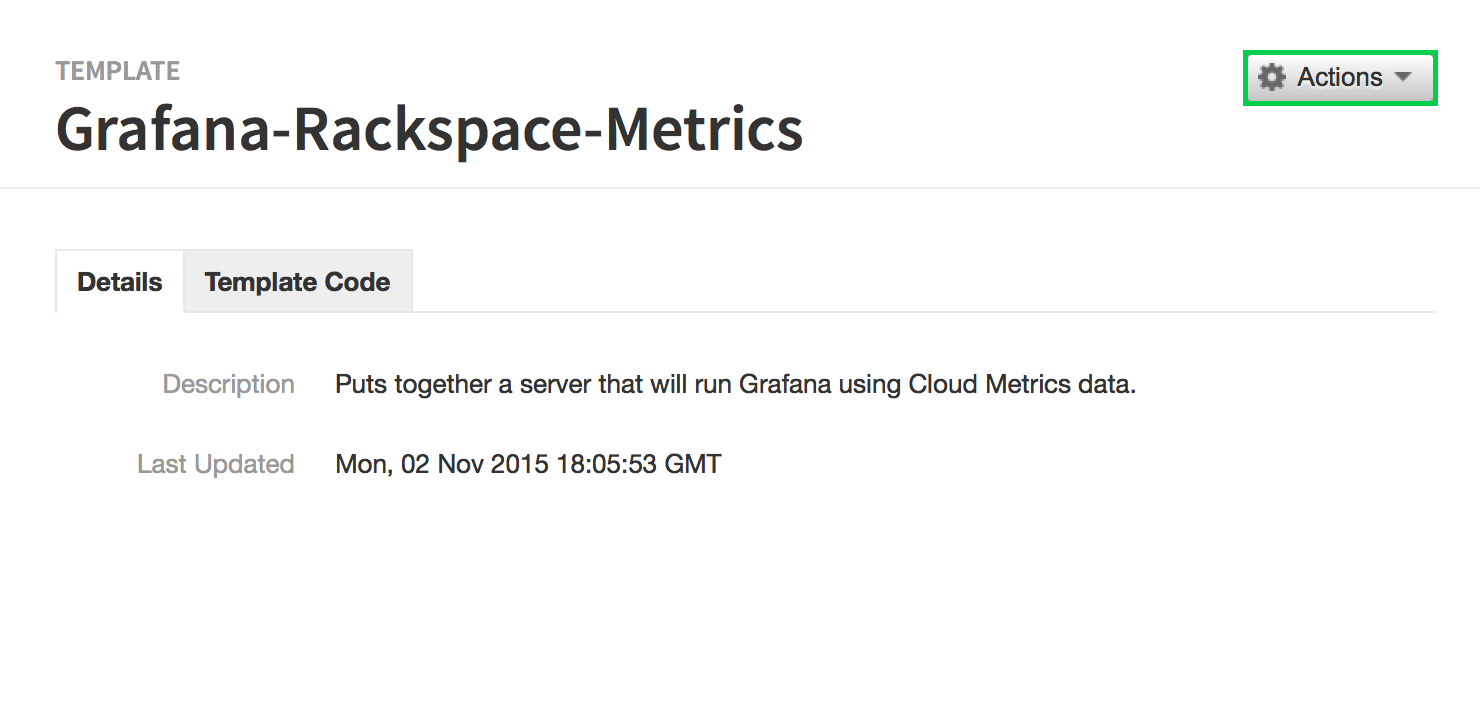 TEMPLATE
Actions
Grafana-Rackspace-Metrics
Details Template Code
Description Puts together a server that will run Grafana using Cloud Metrics data.
Last Updated Mon, 02 Nov 2015 18:05:53 GMT